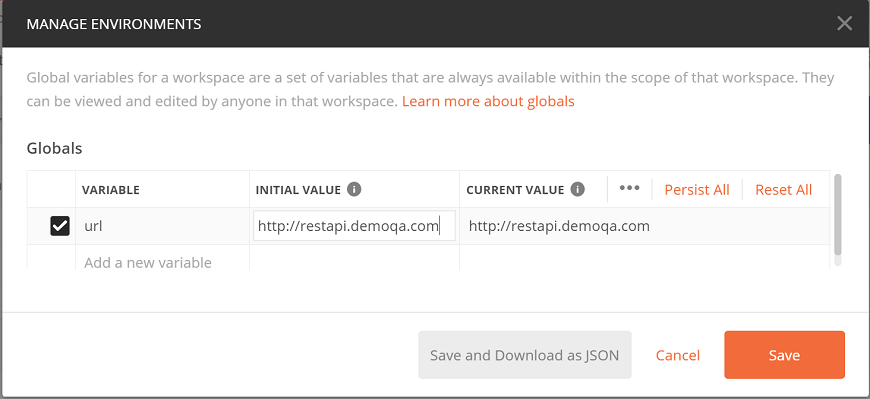 MANAGE ENVIRONMENTS
Global variables for a workspace are a set of variables that are always available within the scope of that workspace. They
can be viewed and edited by anyone in that workspace. Learn more about globals
Globals
VARIABLE INITIAL VALUE CURRENT VALUE ••• Persist All Reset All
url http://restapi.demoqa.com http://restapi.demoqa.com
Add a new variable
Save and Download as JSON Cancel Save